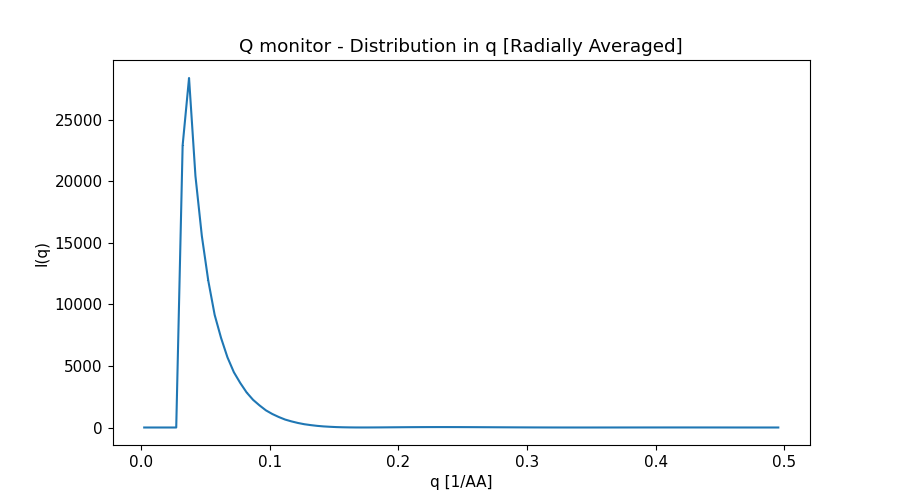 Q monitor - Distribution in q [Radially Averaged]
25000
20000
15000
10000
5000
0
I(q)
0.0 0.1 0.2 0.3 0.4 0.5
q [1/AA]